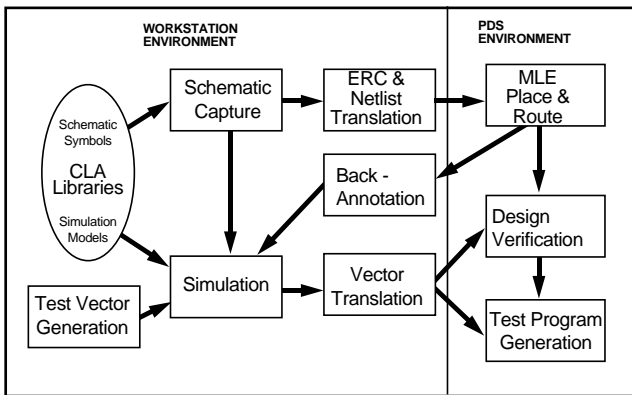 WORKSTATION
ENVIRONMENT
PDS
ENVIRONMENT
Schematic
Capture
ERC &
Netlist
Translation
MLE
Place &
Route
Schematic
Symbols
CLA
Libraries
Simulation
Models
Back -
Annotation
Design
Verification
Simulation
Vector
Translation
Test Vector
Generation
Test Program
Generation